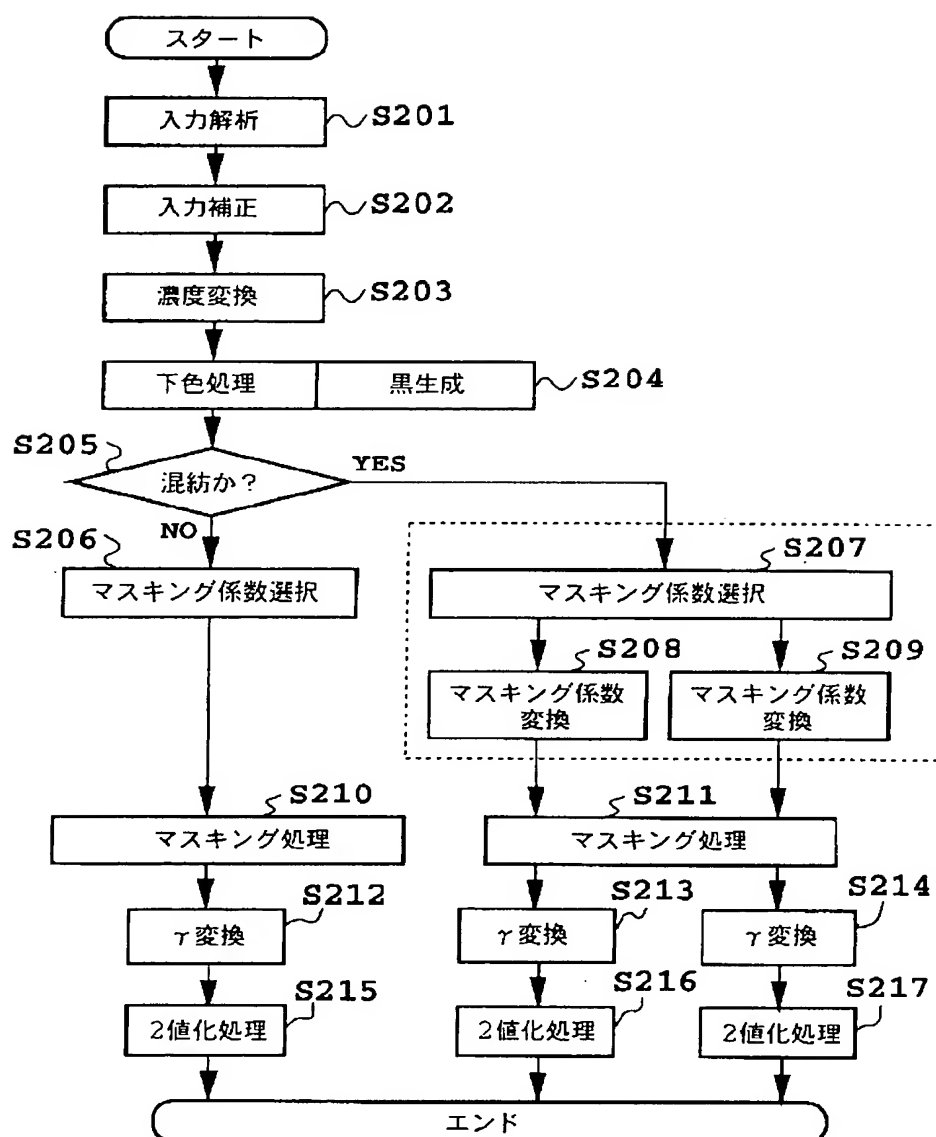 スタート
入力解析
S201
入力補正
S202
濃度変換
S203
下色処理
黒生成
S204
S205
混紡か?
YES
NO
S206
マスキング係数選択
S207
マスキング係数選択
S208
マスキング係数
変換
S209
マスキング係数
変換
S210
マスキング処理
S211
マスキング処理
S212
γ変換
S213
γ変換
S214
γ変換
S215
2値化処理
S216
2値化処理
S217
2値化処理
エンド